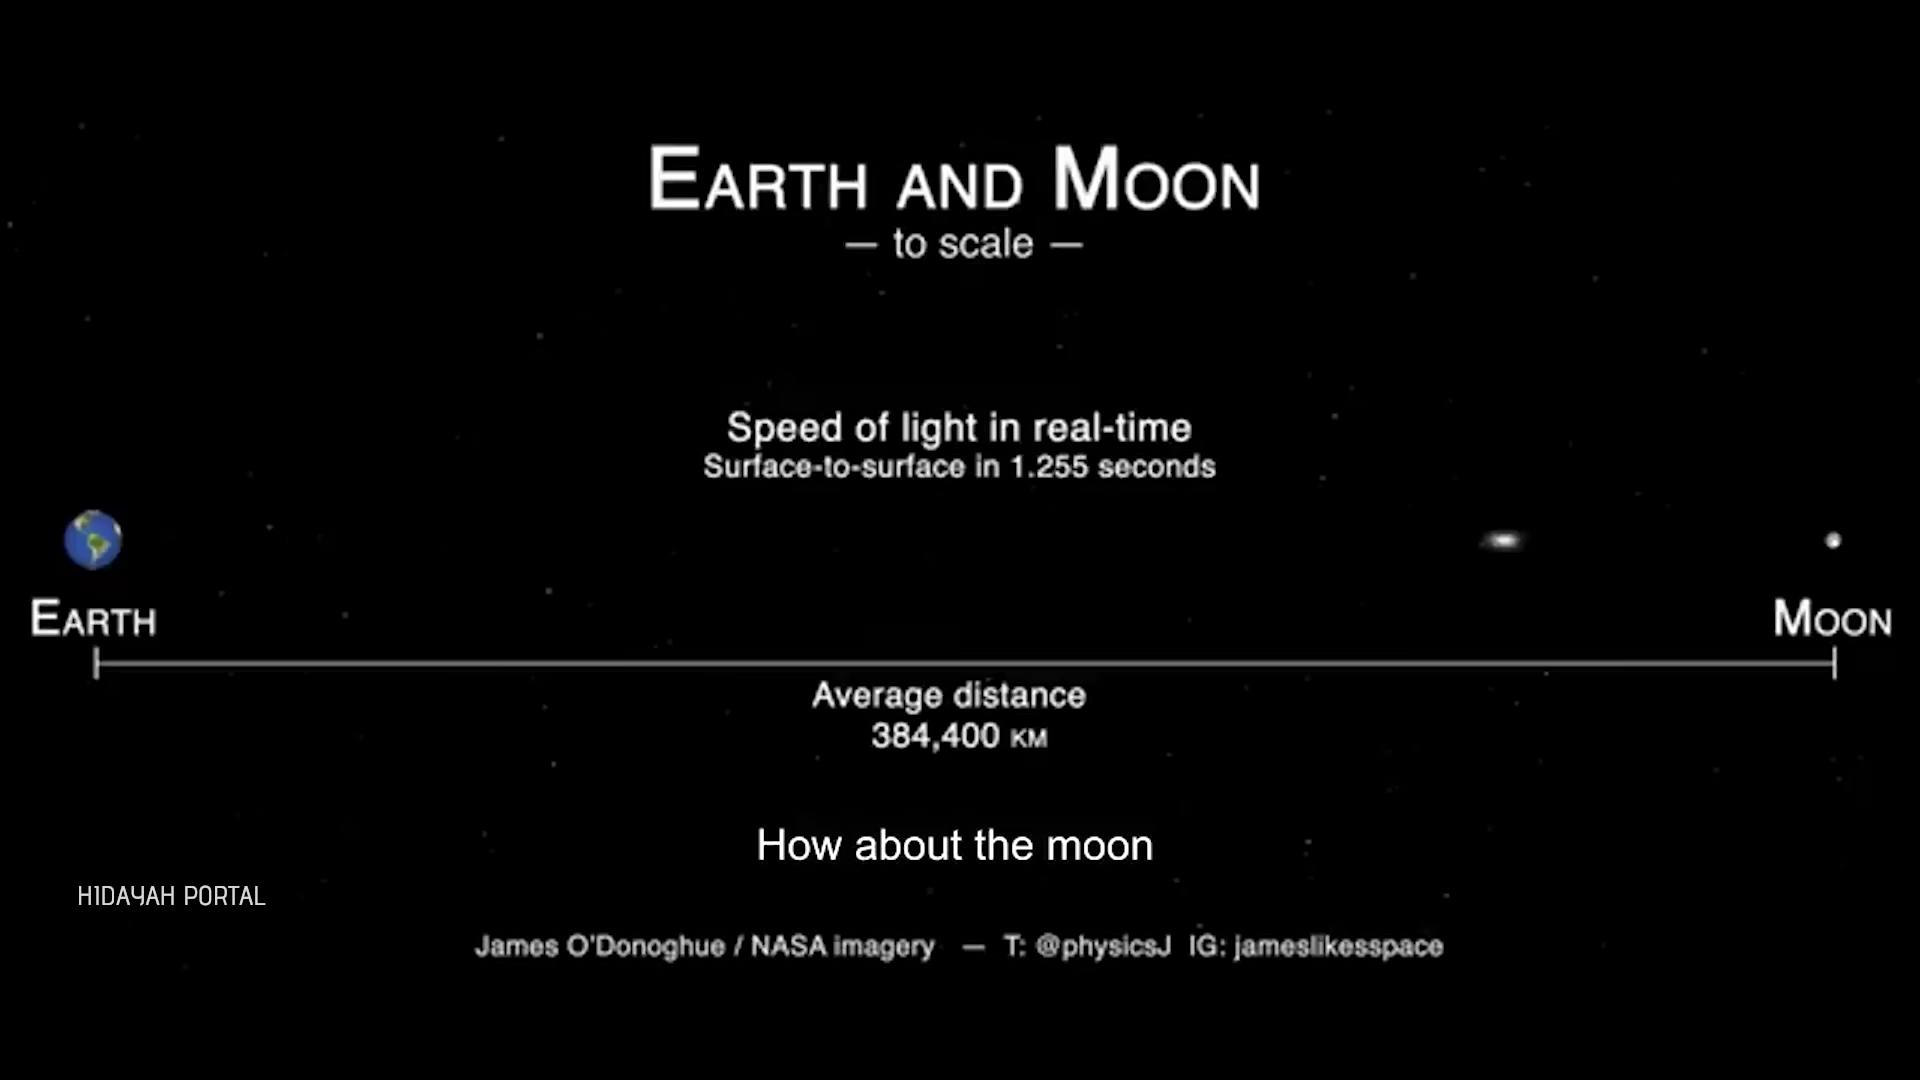 Earth and Moon
— to scale —
Speed of light in real-time
Surface-to-surface in 1.255 seconds
Earth
Moon
Average distance
384,400 KM
How about the moon
HIDAYAH PORTAL
James O'Donoghue / NASA imagery — T: @physicsJ IG: jameslikesspace